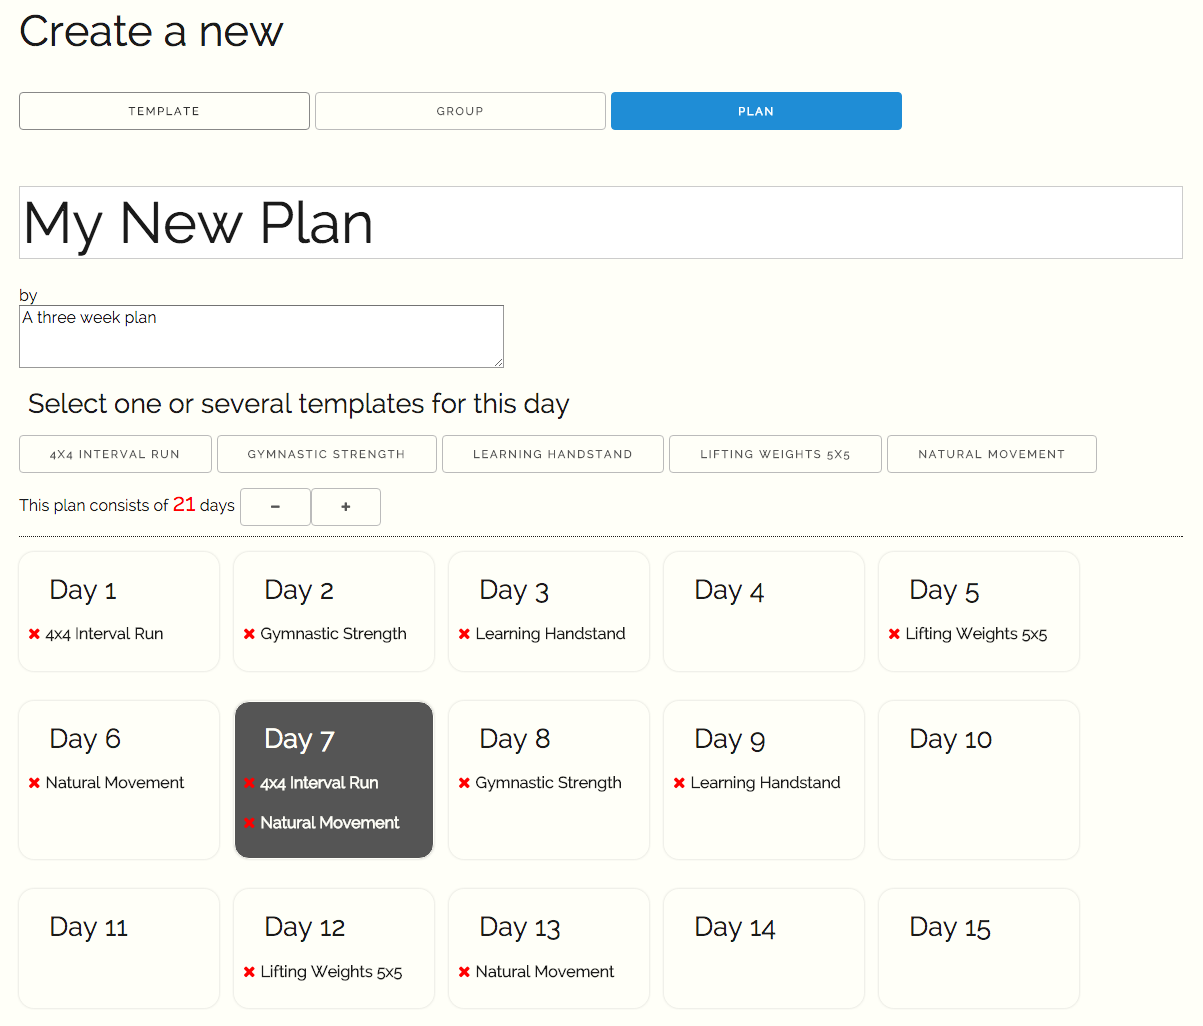 Create a new
TEMPLATE GROUP PLAN
My New Plan
by
A three week plan
Select one or several templates for this day
4X4 INTERVAL RUN GYMNASTIC STRENGTH LEARNING HANDSTAND LIFTING WEIGHTS 5X5 NATURAL MOVEMENT
This plan consists of 21 days − +
Day 1 Day 2 Day 3 Day 4 Day 5
✖ 4x4 Interval Run ✖ Gymnastic Strength ✖ Learning Handstand ✖ Lifting Weights 5x5
Day 6 Day 7 Day 8 Day 9 Day 10
✖ Natural Movement ✖ 4x4 Interval Run ✖ Gymnastic Strength ✖ Learning Handstand
✖ Natural Movement
Day 11 Day 12 Day 13 Day 14 Day 15
✖ Lifting Weights 5x5 ✖ Natural Movement